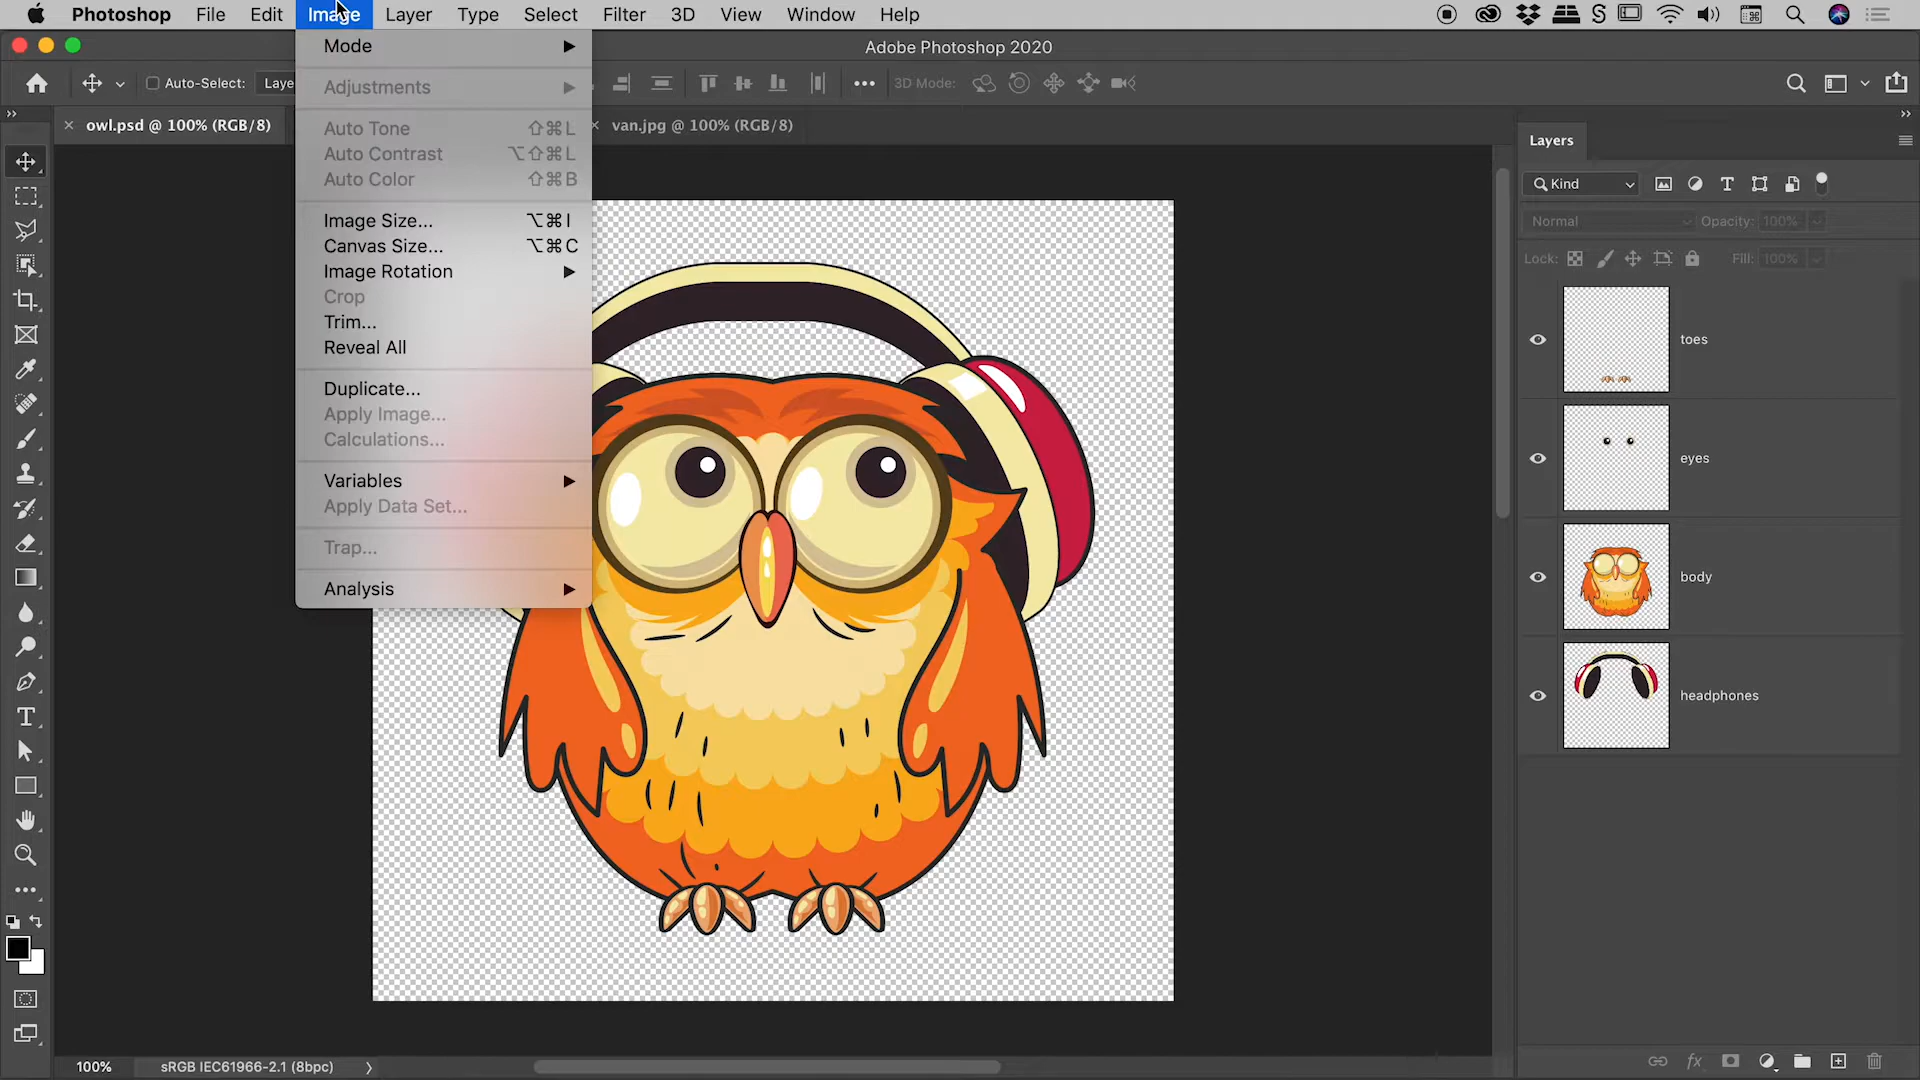 Photoshop File Edit Image Layer Type Select Filter 3D View Window Help
Adobe Photoshop 2020
Auto-Select: Laye
3D Mode:
owl.psd @ 100% (RGB/8)
van.jpg @ 100% (RGB/8)
Mode
Adjustments
Auto Tone ⇧⌘L
Auto Contrast ⌥⇧⌘L
Auto Color ⇧⌘B
Image Size... ⌥⌘I
Canvas Size... ⌥⌘C
Image Rotation
Crop
Trim...
Reveal All
Duplicate...
Apply Image...
Calculations...
Variables
Apply Data Set...
Trap...
Analysis
Layers
Kind
Normal Opacity: 100%
Lock: Fill: 100%
toes
eyes
body
headphones
100% sRGB IEC61966-2.1 (8bpc)